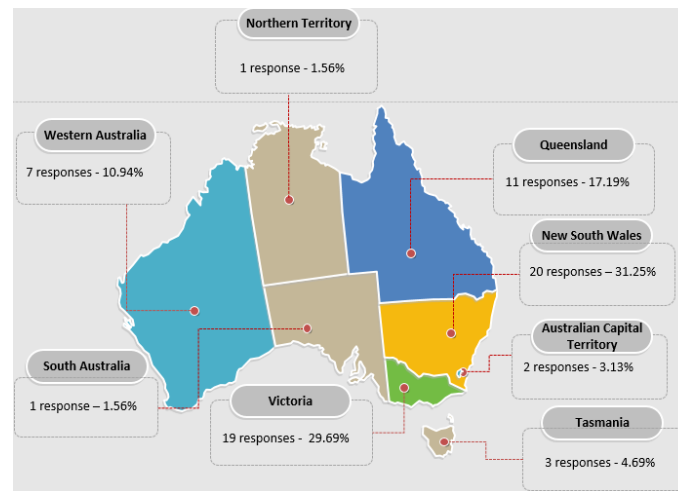 Northern Territory
1 response - 1.56%
Western Australia
7 responses - 10.94%
Queensland
11 responses - 17.19%
New South Wales
20 responses – 31.25%
Australian Capital
Territory
2 responses - 3.13%
South Australia
1 response – 1.56%
Victoria
19 responses -  29.69%
Tasmania
3 responses - 4.69%